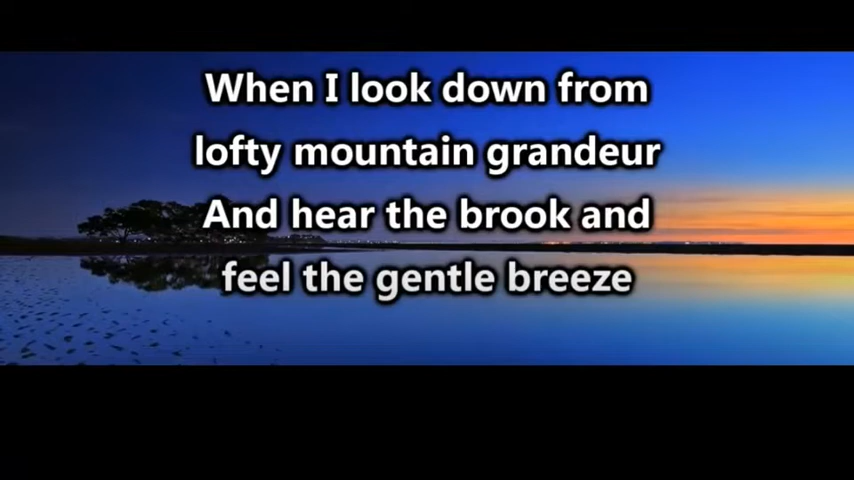 When I look down from
lofty mountain grandeur
And hear the brook and
feel the gentle breeze